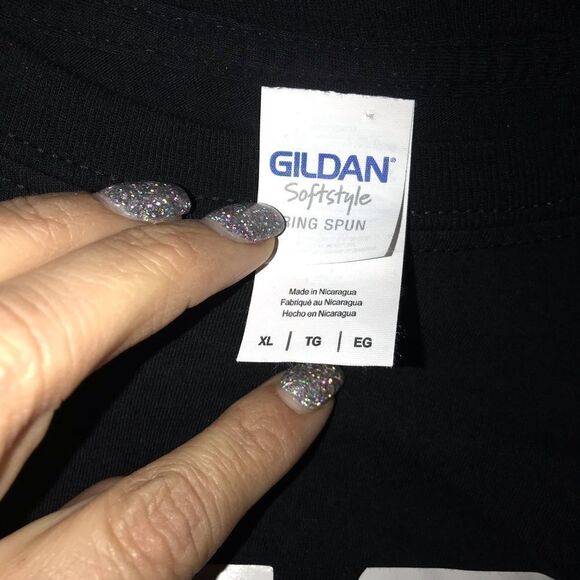 GILDAN®
Softstyle
RING SPUN
Made in Nicaragua
Fabriqué au Nicaragua
Hecho en Nicaragua
XL | TG | EG